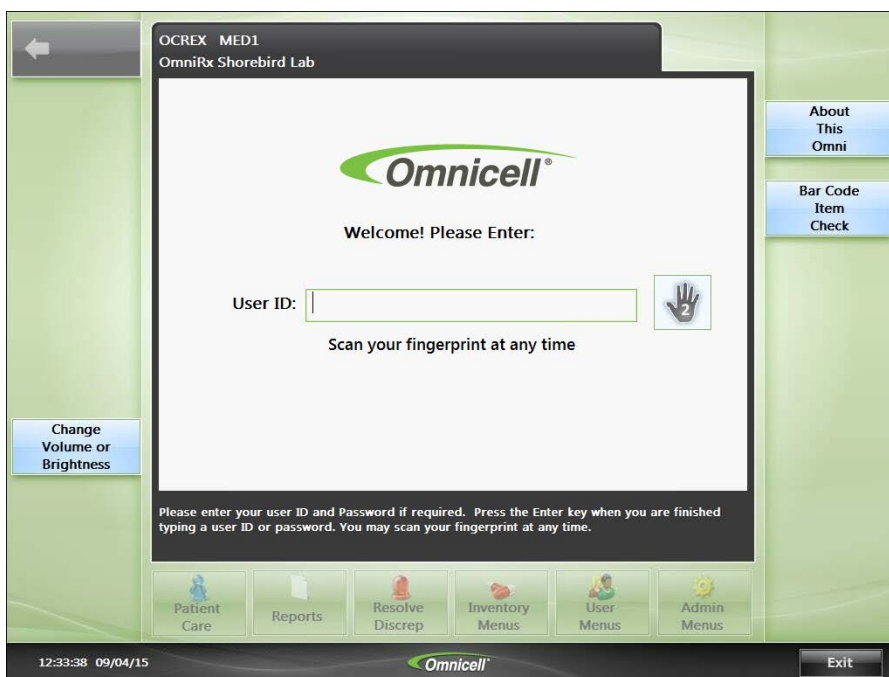 OCREX MED1
OmniRx Shorebird Lab
About
This
Omni
Omnicell®
Bar Code
Item
Check
Welcome! Please Enter:
User ID:
2
Scan your fingerprint at any time
Change
Volume or
Brightness
Please enter your user ID and Password if required. Press the Enter key when you are finished
typing a user ID or password. You may scan your fingerprint at any time.
Patient
Care
Reports
Resolve
Discrep
Inventory
Menus
User
Menus
Admin
Menus
12:33:38 09/04/15
Omnicell®
Exit